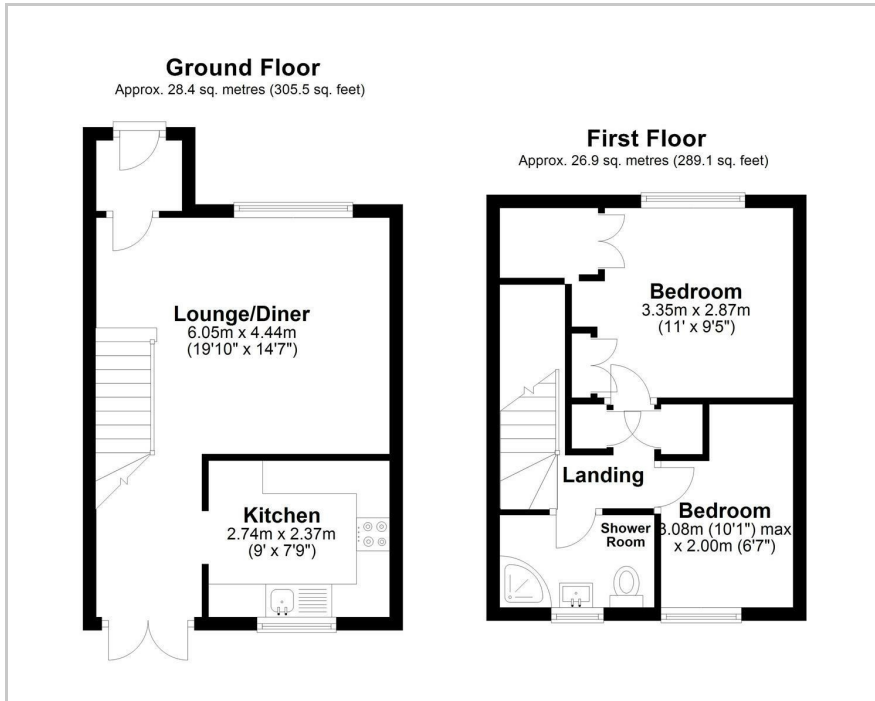 Ground Floor
Approx. 28.4 sq. metres (305.5 sq. feet)
Lounge/Diner
6.05m x 4.44m
(19'10" x 14'7")
Kitchen
2.74m x 2.37m
(9' x 7'9")
First Floor
Approx. 26.9 sq. metres (289.1 sq. feet)
Bedroom
3.35m x 2.87m
(11' x 9'5")
Landing
Bedroom
3.08m (10'1") max
x 2.00m (6'7")
Shower
Room